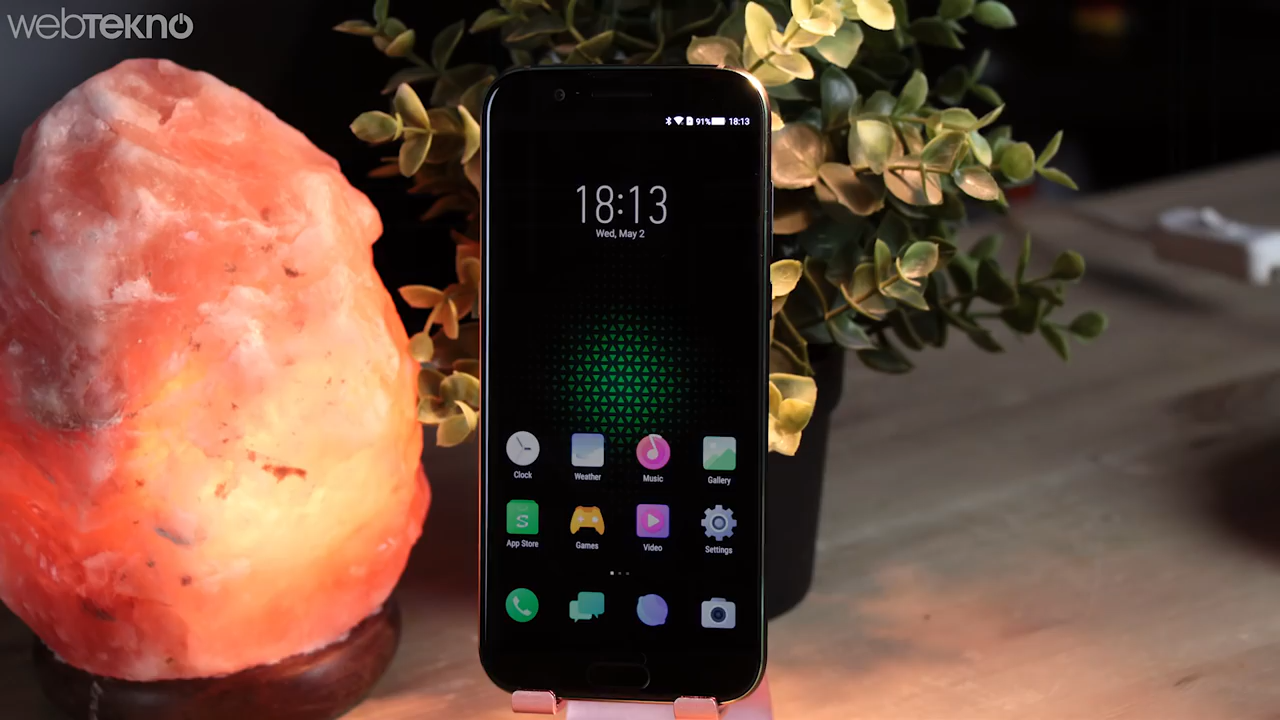 webTEKNO
91% 18:13
18:13
Wed, May 2
Clock Weather Music Gallery
App Store Games Video Settings